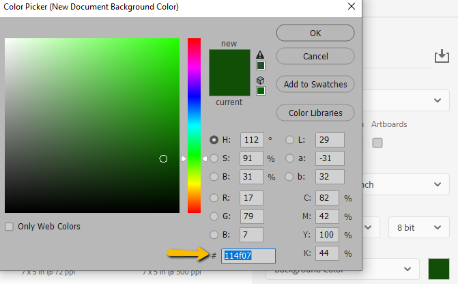 Color Picker (New Document Background Color)
new
current
OK
Cancel
Add to Swatches
Color Libraries
H: 112 °
S: 91 %
B: 31 %
R: 17
G: 79
B: 7
# 114f07
L: 29
a: -31
b: 32
C: 82 %
M: 42 %
Y: 100 %
K: 44 %
Only Web Colors
Artboards
8 bit
Background Color
7 x 5 in @ 72 ppi
7 x 5 in @ 300 ppi